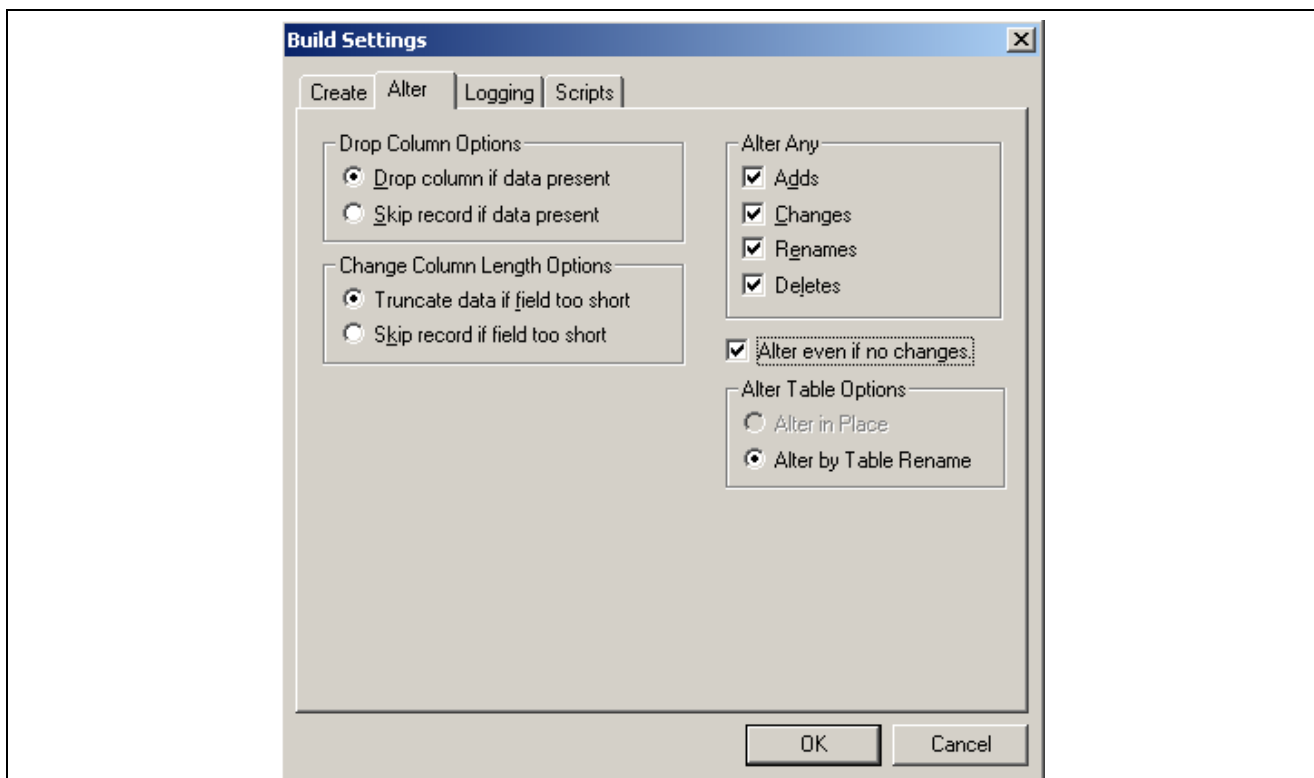 Build Settings
Create Alter Logging Scripts
Drop Column Options
Drop column if data present
Skip record if data present
Change Column Length Options
Truncate data if field too short
Skip record if field too short
Alter Any
Adds
Changes
Renames
Deletes
Alter even if no changes.
Alter Table Options
Alter in Place
Alter by Table Rename
OK Cancel